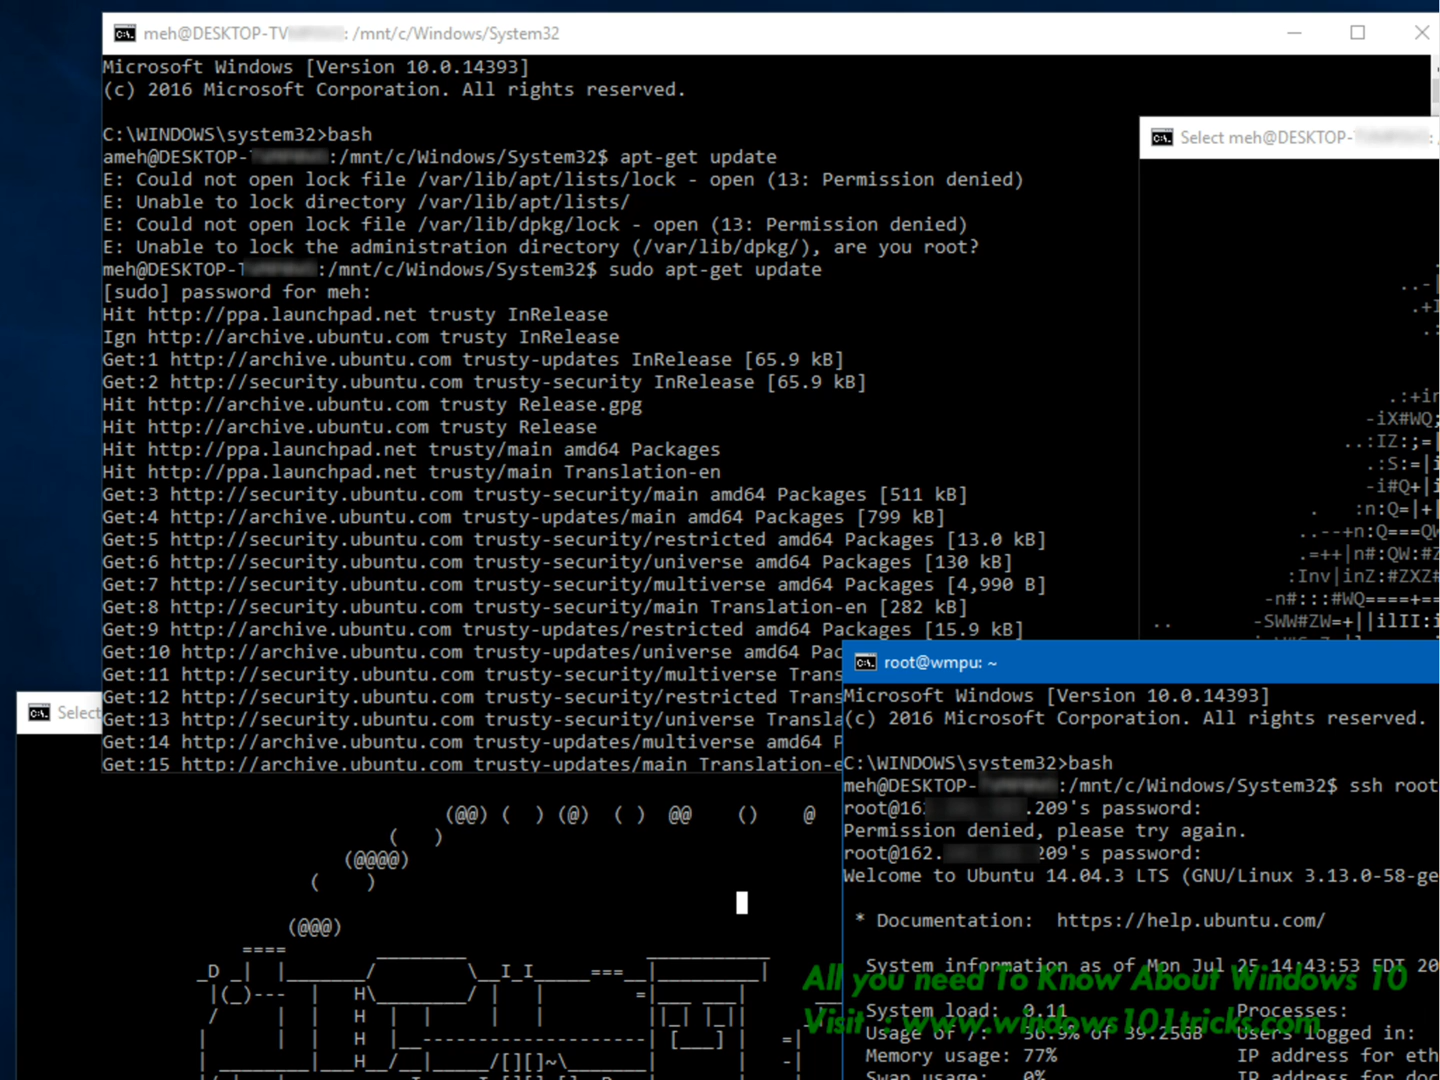 meh@DESKTOP-TV : /mnt/c/Windows/System32
Microsoft Windows [Version 10.0.14393]
(c) 2016 Microsoft Corporation. All rights reserved.
C:\WINDOWS\system32>bash
ameh@DESKTOP- :/mnt/c/Windows/System32$ apt-get update
E: Could not open lock file /var/lib/apt/lists/lock - open (13: Permission denied)
E: Unable to lock directory /var/lib/apt/lists/
E: Could not open lock file /var/lib/dpkg/lock - open (13: Permission denied)
E: Unable to lock the administration directory (/var/lib/dpkg/), are you root?
meh@DESKTOP-T :/mnt/c/Windows/System32$ sudo apt-get update
[sudo] password for meh:
Hit http://ppa.launchpad.net trusty InRelease
Ign http://archive.ubuntu.com trusty InRelease
Get:1 http://archive.ubuntu.com trusty-updates InRelease [65.9 kB]
Get:2 http://security.ubuntu.com trusty-security InRelease [65.9 kB]
Hit http://archive.ubuntu.com trusty Release.gpg
Hit http://archive.ubuntu.com trusty Release
Hit http://ppa.launchpad.net trusty/main amd64 Packages
Hit http://ppa.launchpad.net trusty/main Translation-en
Get:3 http://security.ubuntu.com trusty-security/main amd64 Packages [511 kB]
Get:4 http://archive.ubuntu.com trusty-updates/main amd64 Packages [799 kB]
Get:5 http://security.ubuntu.com trusty-security/restricted amd64 Packages [13.0 kB]
Get:6 http://security.ubuntu.com trusty-security/universe amd64 Packages [130 kB]
Get:7 http://security.ubuntu.com trusty-security/multiverse amd64 Packages [4,990 B]
Get:8 http://security.ubuntu.com trusty-security/main Translation-en [282 kB]
Get:9 http://archive.ubuntu.com trusty-updates/restricted amd64 Packages [15.9 kB]
Get:10 http://archive.ubuntu.com trusty-updates/universe amd64 Pac
Get:11 http://security.ubuntu.com trusty-security/multiverse Trans
Get:12 http://security.ubuntu.com trusty-security/restricted Trans
Get:13 http://security.ubuntu.com trusty-security/universe Transla
Get:14 http://archive.ubuntu.com trusty-updates/multiverse amd64 P
Get:15 http://archive.ubuntu.com trusty-updates/main Translation-e
Select meh@DESKTOP-
Select
root@wmpu: ~
Microsoft Windows [Version 10.0.14393]
(c) 2016 Microsoft Corporation. All rights reserved.
C:\WINDOWS\system32>bash
meh@DESKTOP- :/mnt/c/Windows/System32$ ssh root
root@162 .209's password:
Permission denied, please try again.
root@162. 209's password:
Welcome to Ubuntu 14.04.3 LTS (GNU/Linux 3.13.0-58-ge
* Documentation: https://help.ubuntu.com/
System information as of Mon Jul 25 14:43:53 EDT 20
System load: 0.11 Processes:
Usage of /: 36.9% of 39.25GB Users logged in:
Memory usage: 77% IP address for eth
Swap usage: 0% IP address for doc
All you need To Know About Windows 10
Visit : www.windows101tricks.com